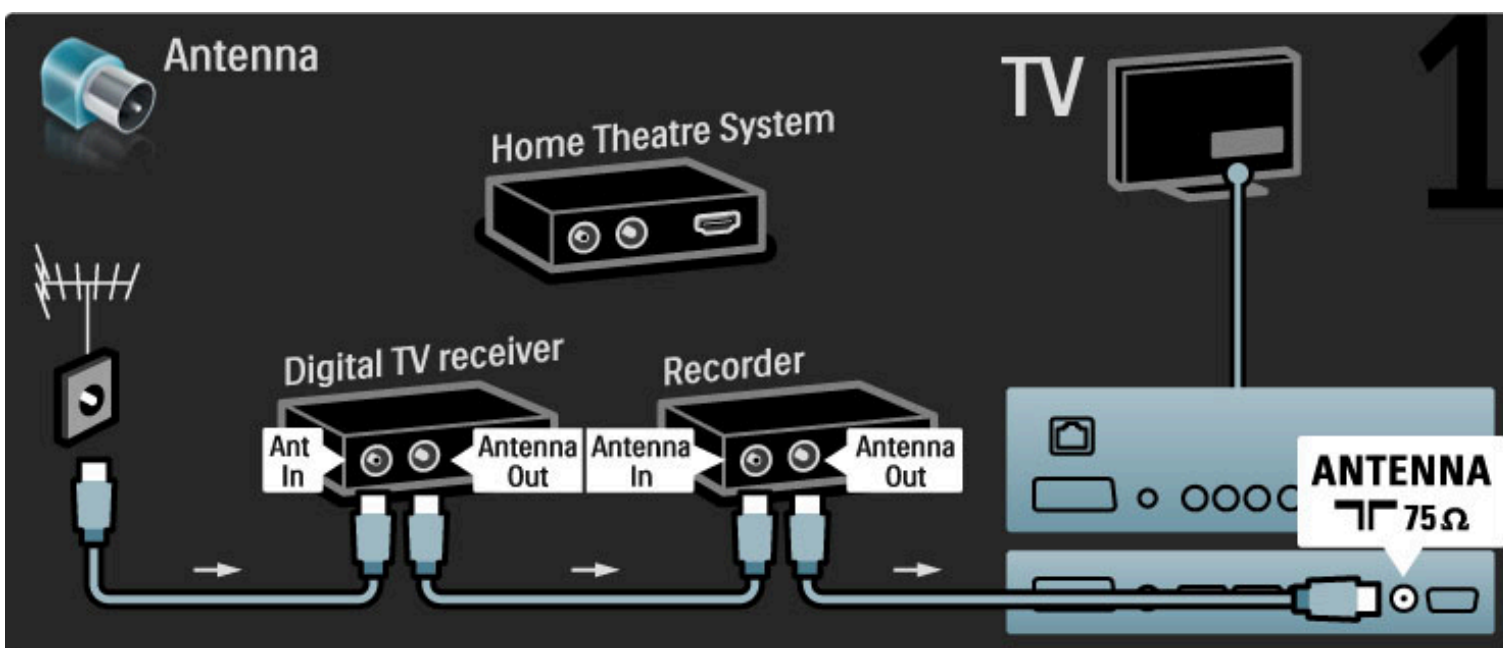 Antenna
TV
1
Home Theatre System
Digital TV receiver
Recorder
Ant
In
Antenna
Out
Antenna
In
Antenna
Out
ANTENNA
75Ω